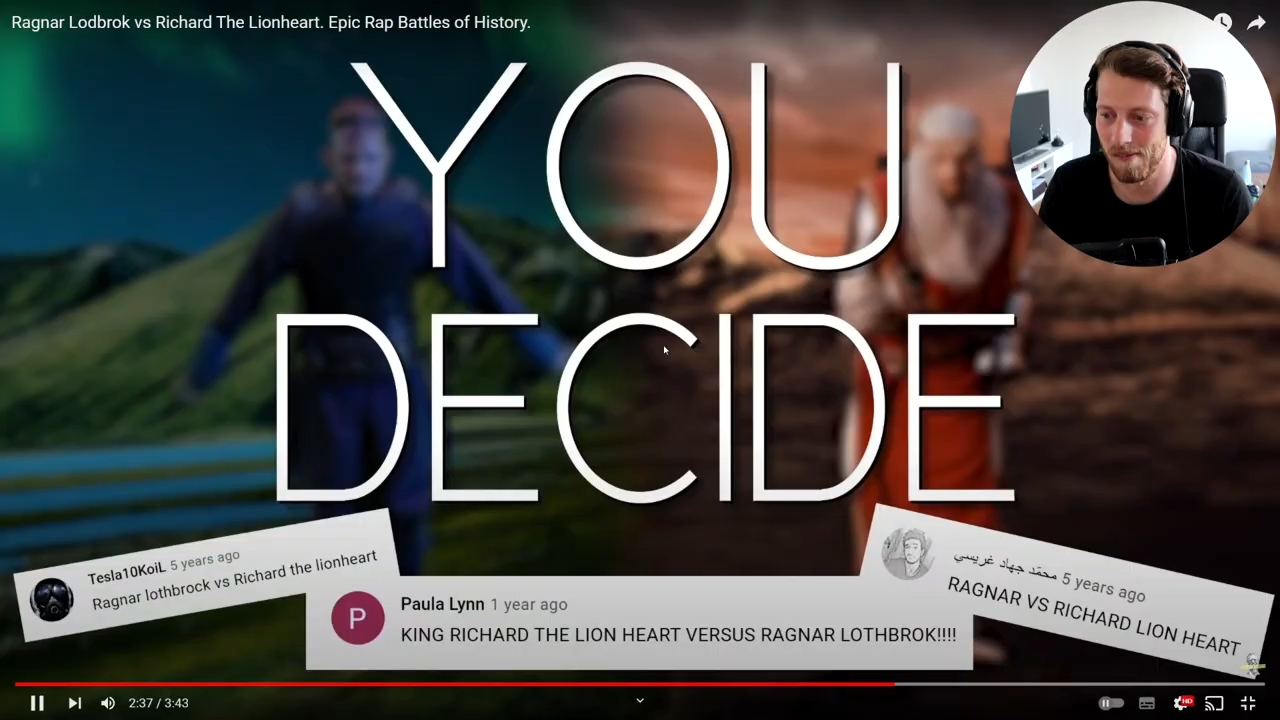 Ragnar Lodbrok vs Richard The Lionheart. Epic Rap Battles of History.
YOU
DECIDE
Tesla10KoiL 5 years ago
Ragnar lothbrock vs Richard the lionheart
P
Paula Lynn 1 year ago
KING RICHARD THE LION HEART VERSUS RAGNAR LOTHBROK!!!!
محمّد جهاد غريسي 5 years ago
RAGNAR VS RICHARD LION HEART
2:37 / 3:43
HD